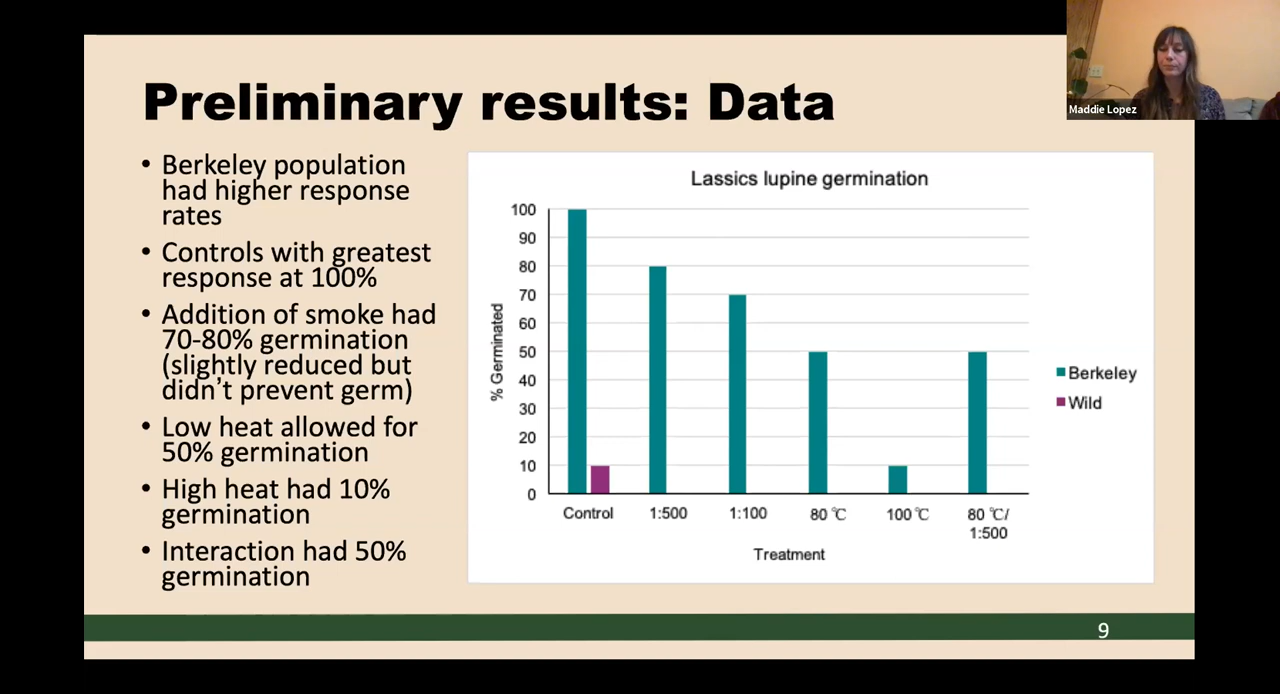 Preliminary results: Data
Maddie Lopez
• Berkeley population
had higher response
rates
• Controls with greatest
response at 100%
• Addition of smoke had
70-80% germination
(slightly reduced but
didn't prevent germ)
• Low heat allowed for
50% germination
• High heat had 10%
germination
• Interaction had 50%
germination
Lassics lupine germination
% Germinated
100
90
80
70
60
50
40
30
20
10
0
Control 1:500 1:100 80 ℃ 100 ℃ 80 ℃/
1:500
Treatment
Berkeley
Wild
9